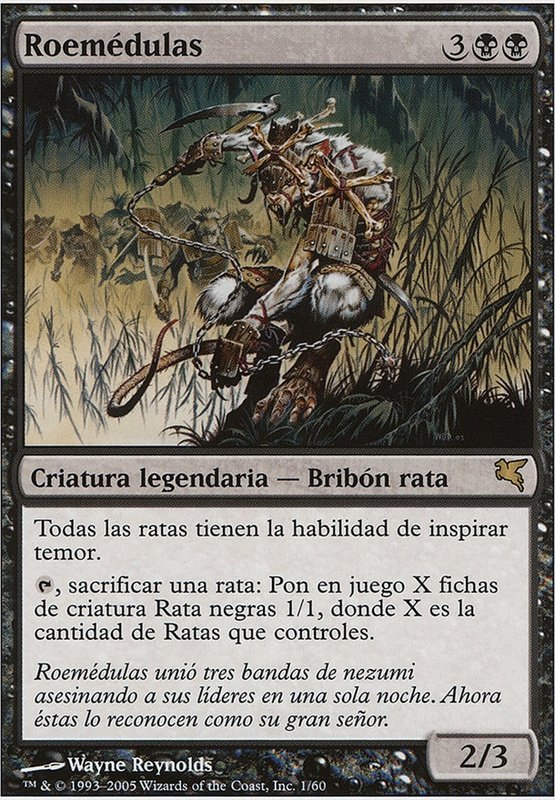 Roemédulas 3
Criatura legendaria — Bribón rata
Todas las ratas tienen la habilidad de inspirar
temor.
, sacrificar una rata: Pon en juego X fichas
de criatura Rata negras 1/1, donde X es la
cantidad de Ratas que controles.
Roemédulas unió tres bandas de nezumi
asesinando a sus líderes en una sola noche. Ahora
éstas lo reconocen como su gran señor.
2/3
Wayne Reynolds
™ & © 1993–2005 Wizards of the Coast, Inc. 1/60